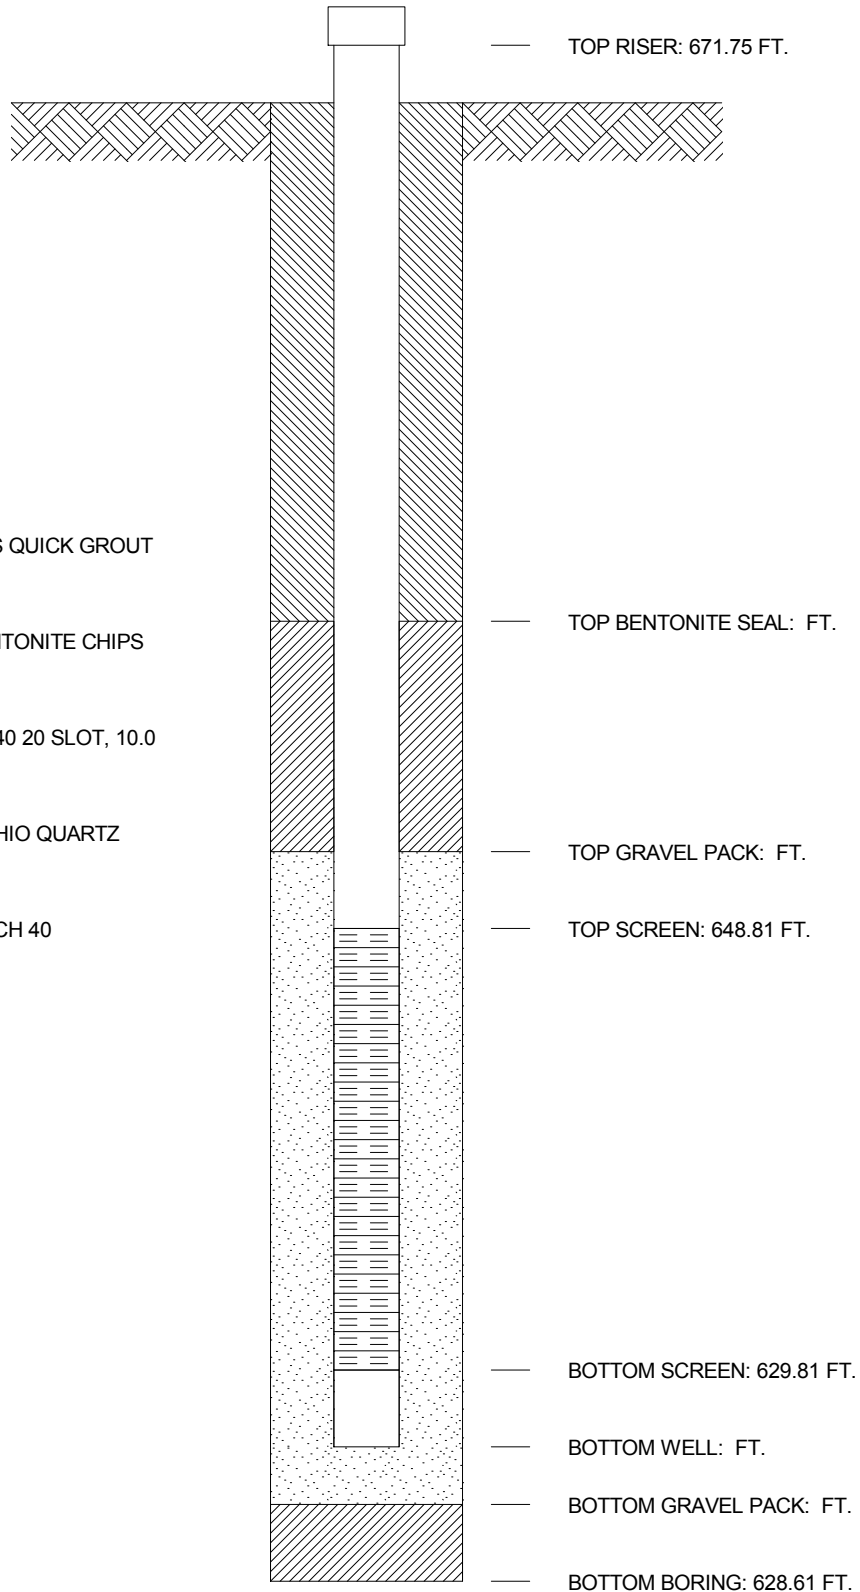 TOP RISER: 671.75 FT.
S QUICK GROUT
TOP BENTONITE SEAL: FT.
NTONITE CHIPS
40 20 SLOT, 10.0
HIO QUARTZ
TOP GRAVEL PACK: FT.
CH 40
TOP SCREEN: 648.81 FT.
BOTTOM SCREEN: 629.81 FT.
BOTTOM WELL: FT.
BOTTOM GRAVEL PACK: FT.
BOTTOM BORING: 628.61 FT.